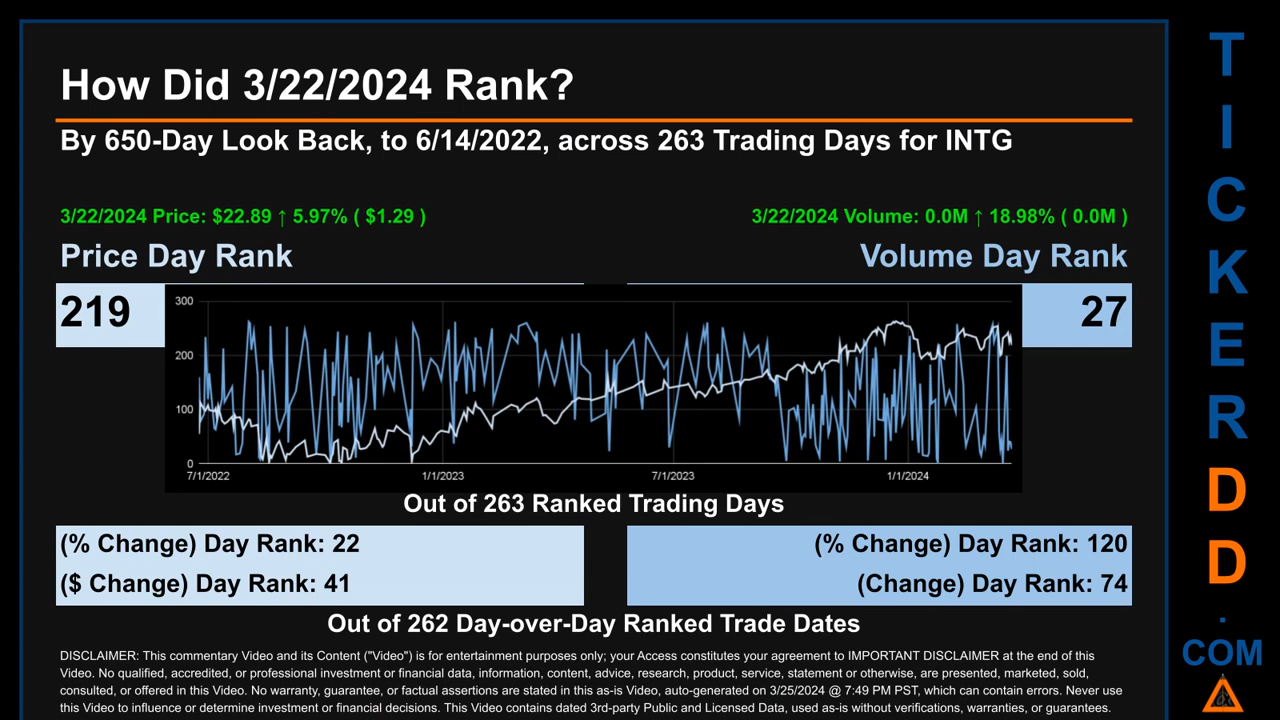 How Did 3/22/2024 Rank?
By 650-Day Look Back, to 6/14/2022, across 263 Trading Days for INTG
3/22/2024 Price: $22.89 ↑ 5.97% ( $1.29 )
3/22/2024 Volume: 0.0M ↑ 18.98% ( 0.0M )
Price Day Rank
Volume Day Rank
219
27
300
200
100
0
7/1/2022
1/1/2023
7/1/2023
1/1/2024
Out of 263 Ranked Trading Days
(% Change) Day Rank: 22
(% Change) Day Rank: 120
($ Change) Day Rank: 41
(Change) Day Rank: 74
Out of 262 Day-over-Day Ranked Trade Dates
DISCLAIMER: This commentary Video and its Content ("Video") is for entertainment purposes only; your Access constitutes your agreement to IMPORTANT DISCLAIMER at the end of this
Video. No qualified, accredited, or professional investment or financial data, information, content, advice, research, product, service, statement or otherwise, are presented, marketed, sold,
consulted, or offered in this Video. No warranty, guarantee, or factual assertions are stated in this as-is Video, auto-generated on 3/25/2024 @ 7:49 PM PST, which can contain errors. Never use
this Video to influence or determine investment or financial decisions. This Video contains dated 3rd-party Public and Licensed Data, used as-is without verifications, warranties, or guarantees.
T
I
C
K
E
R
D
D
.
COM